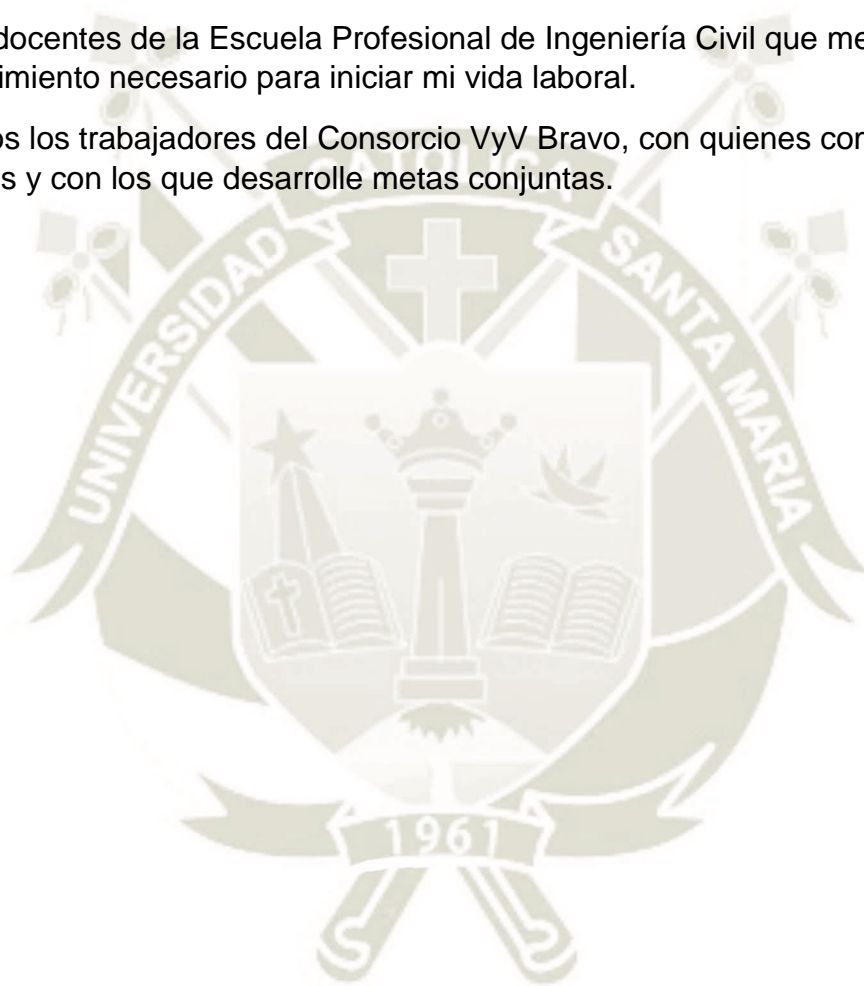 docentes de la Escuela Profesional de Ingeniería Civil que me
imiento necesario para iniciar mi vida laboral.
os los trabajadores del Consorcio VyV Bravo, con quienes
s y con los que desarrolle metas conjuntas.
CATOLICA
UNIVERSIDAD
SANTA MARIA
1961